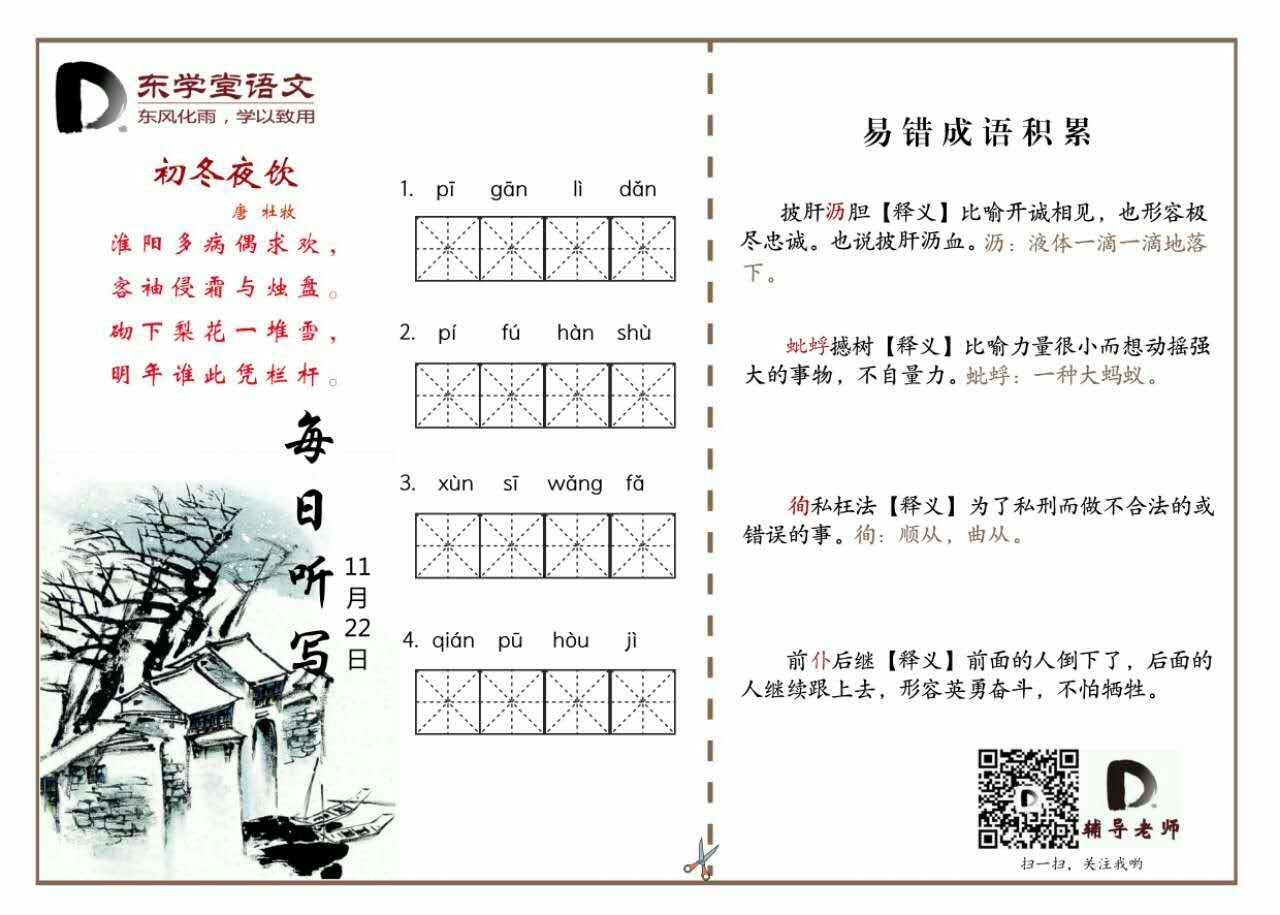 东学堂语文
东风化雨，学以致用
初冬夜饮
唐 杜牧
淮阳多病偶求欢，
客袖侵霜与烛盘。
砌下梨花一堆雪，
明年谁此凭栏杆。
每日听写
11月22日
1. pī gān lì dǎn
2. pí fú hàn shù
3. xùn sī wǎng fǎ
4. qián pū hòu jì
易错成语积累
披肝沥胆【释义】比喻开诚相见，也形容极
尽忠诚。也说披肝沥血。沥：液体一滴一滴地落
下。
蚍蜉撼树【释义】比喻力量很小而想动摇强
大的事物，不自量力。蚍蜉：一种大蚂蚁。
徇私枉法【释义】为了私刑而做不合法的或
错误的事。徇：顺从，曲从。
前仆后继【释义】前面的人倒下了，后面的
人继续跟上去，形容英勇奋斗，不怕牺牲。
辅导老师
扫一扫，关注我哟